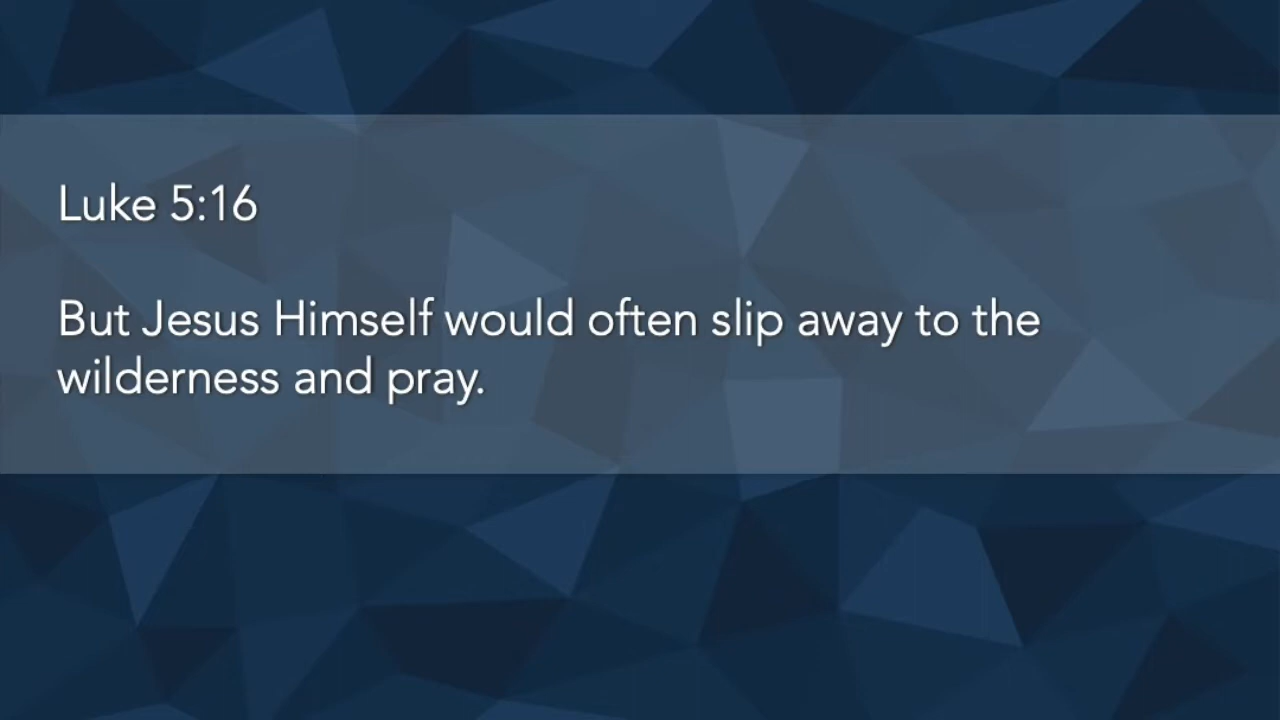 Luke 5:16
But Jesus Himself would often slip away to the
wilderness and pray.